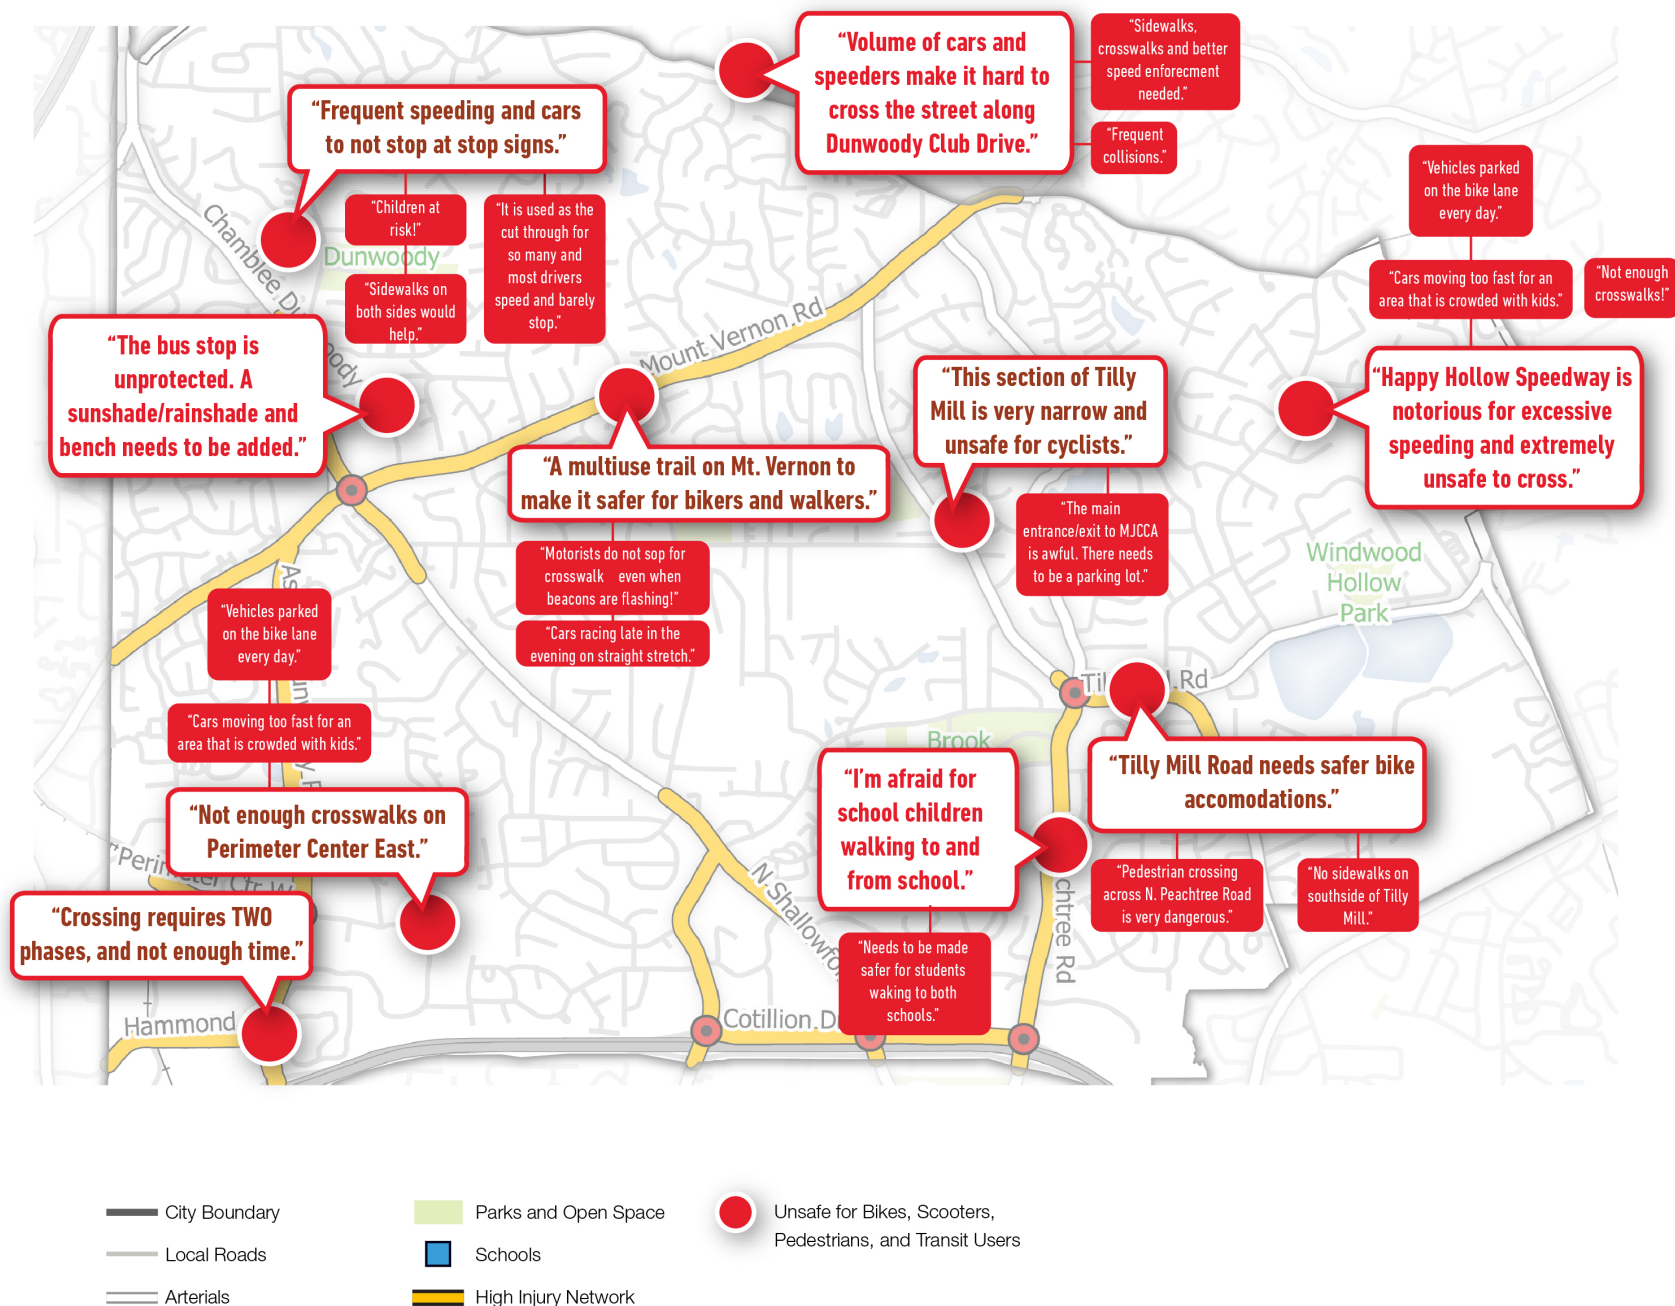 “Volume of cars and
speeders make it hard to
cross the street along
Dunwoody Club Drive.”
“Sidewalks,
crosswalks and better
speed enforecment
needed.”
“Frequent
collisions.”
“Frequent speeding and cars
to not stop at stop signs.”
“Children at
risk!”
“Sidewalks on
both sides would
help.”
“It is used as the
cut through for
so many and
most drivers
speed and barely
stop.”
Dunwoody
Chamblee Du
oody
“Vehicles parked
on the bike lane
every day.”
“Cars moving too fast for an
area that is crowded with kids.”
“Not enough
crosswalks!”
“Happy Hollow Speedway is
notorious for excessive
speeding and extremely
unsafe to cross.”
“The bus stop is
unprotected. A
sunshade/rainshade and
bench needs to be added.”
Mount Vernon Rd
“A multiuse trail on Mt. Vernon to
make it safer for bikers and walkers.”
“Motorists do not sop for
crosswalk even when
beacons are flashing!”
“Cars racing late in the
evening on straight stretch.”
“This section of Tilly
Mill is very narrow and
unsafe for cyclists.”
“The main
entrance/exit to MJCCA
is awful. There needs
to be a parking lot.”
Windwood
Hollow
Park
As
“Vehicles parked
on the bike lane
every day.”
“Cars moving too fast for an
area that is crowded with kids.”
“Not enough crosswalks on
Perimeter Center East.”
Perimeter Ctr W
“Crossing requires TWO
phases, and not enough time.”
Hammond
Til Rd
Brook
“Tilly Mill Road needs safer bike
accomodations.”
“Pedestrian crossing
across N. Peachtree Road
is very dangerous.”
“No sidewalks on
southside of Tilly
Mill.”
“I’m afraid for
school children
walking to and
from school.”
“Needs to be made
safer for students
waking to both
schools.”
N Shallowfo
chtree Rd
Cotillion D
City Boundary
Local Roads
Arterials
Parks and Open Space
Schools
High Injury Network
Unsafe for Bikes, Scooters,
Pedestrians, and Transit Users